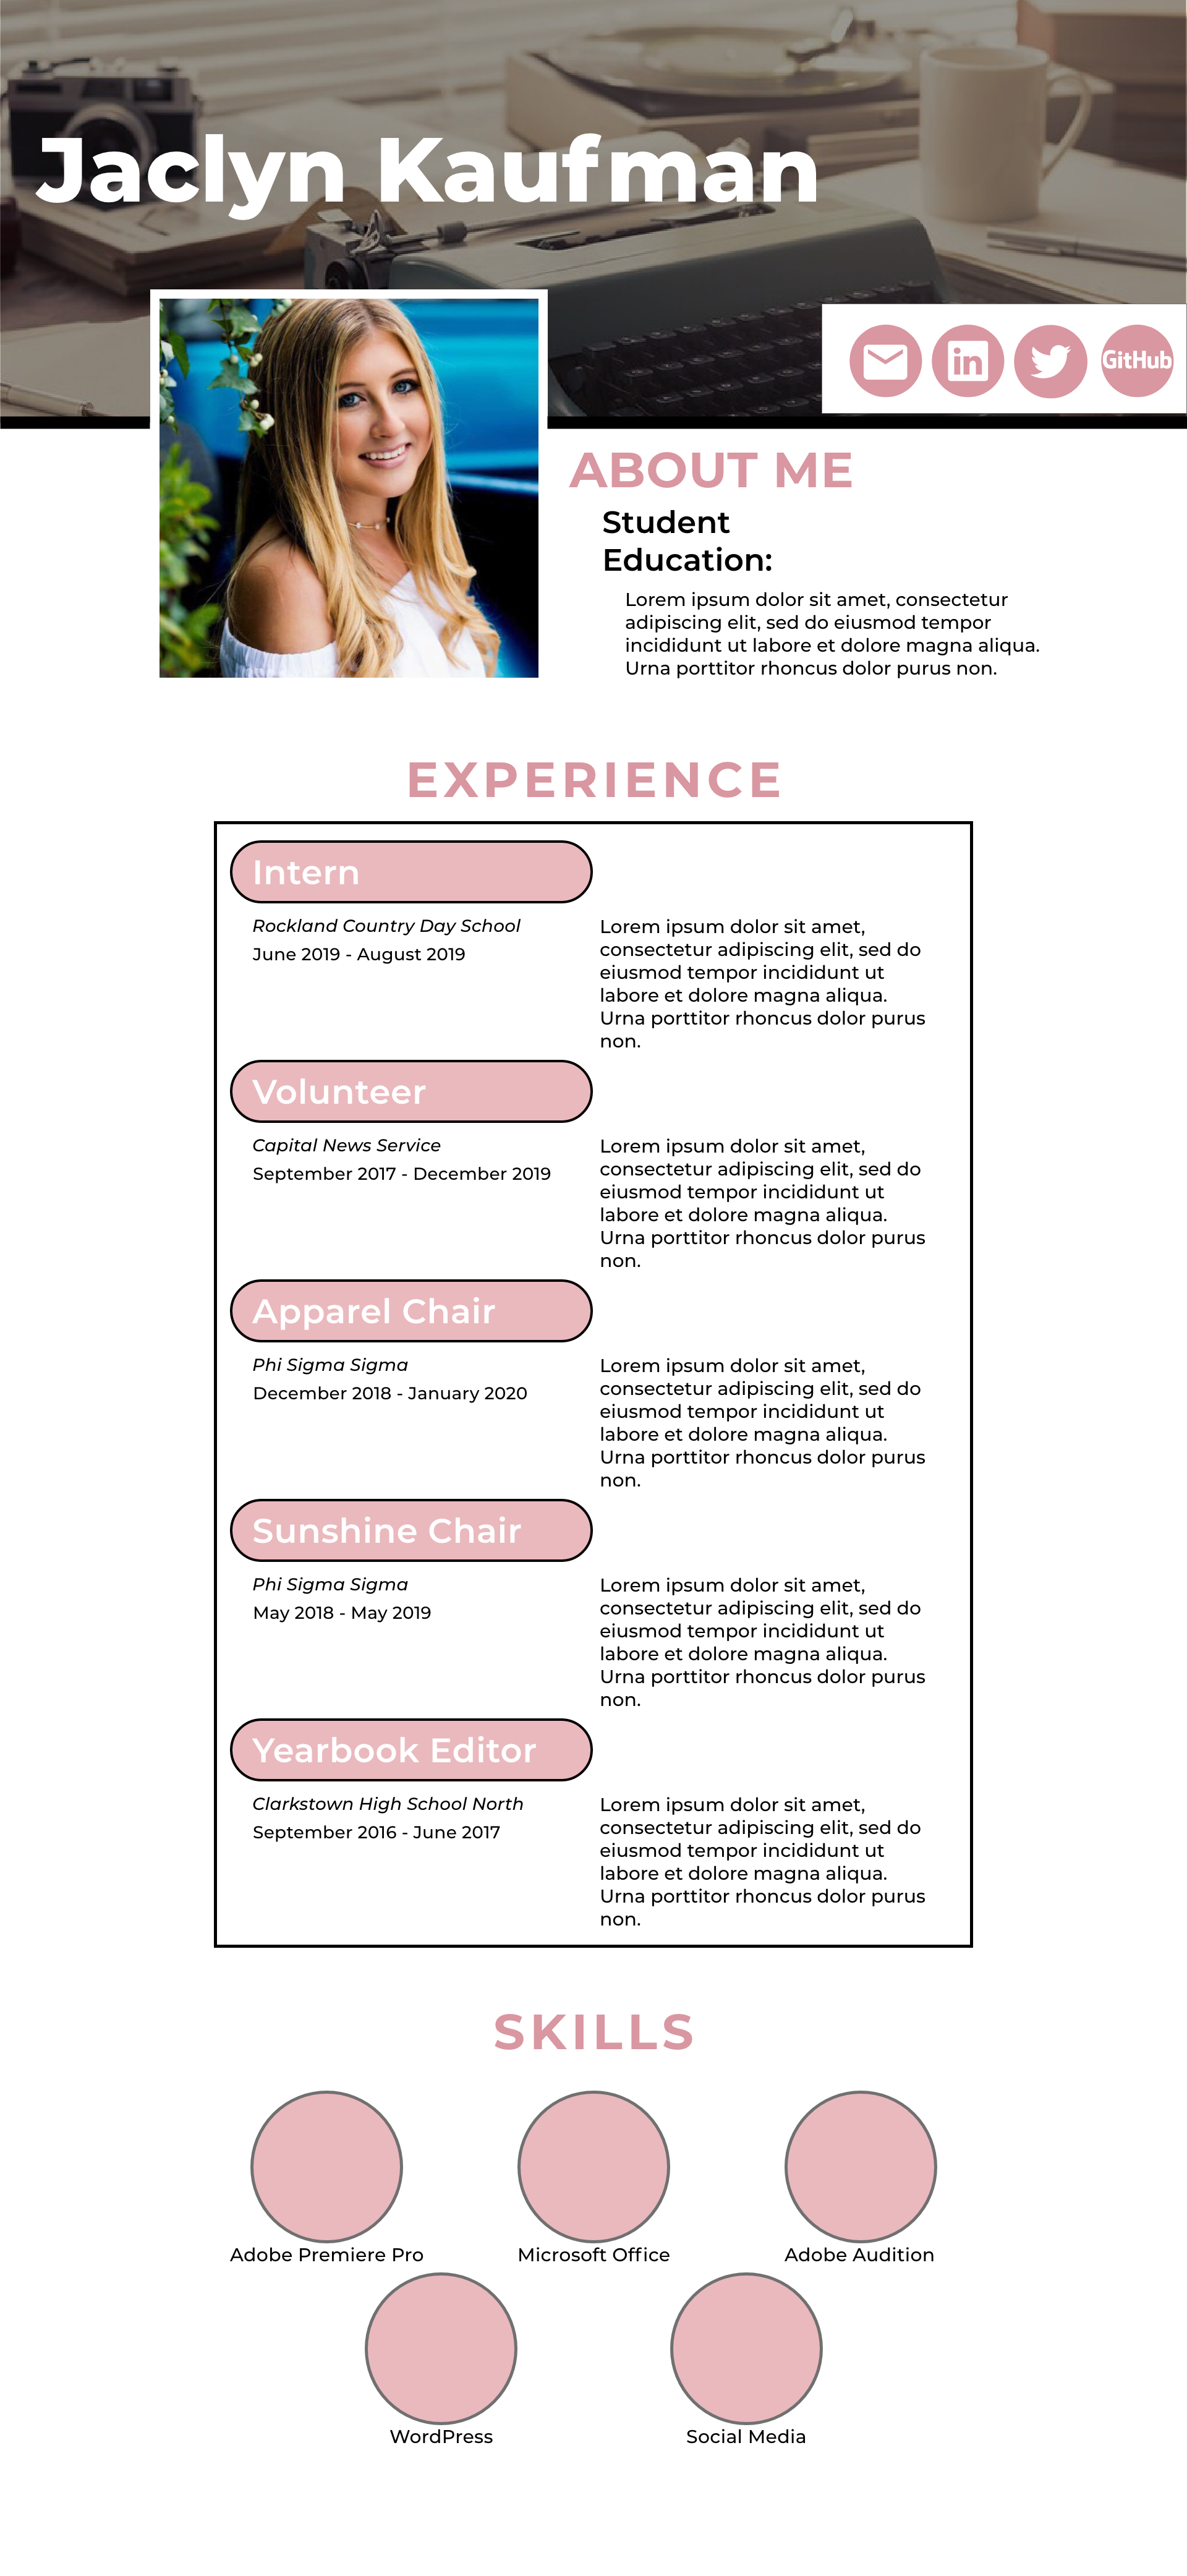 Jaclyn Kaufman
GitHub
ABOUT ME
Student
Education:
Lorem ipsum dolor sit amet, consectetur
adipiscing elit, sed do eiusmod tempor
incididunt ut labore et dolore magna aliqua.
Urna porttitor rhoncus dolor purus non.
EXPERIENCE
Intern
Rockland Country Day School
June 2019 - August 2019
Lorem ipsum dolor sit amet,
consectetur adipiscing elit, sed do
eiusmod tempor incididunt ut
labore et dolore magna aliqua.
Urna porttitor rhoncus dolor purus
non.
Volunteer
Capital News Service
September 2017 - December 2019
Lorem ipsum dolor sit amet,
consectetur adipiscing elit, sed do
eiusmod tempor incididunt ut
labore et dolore magna aliqua.
Urna porttitor rhoncus dolor purus
non.
Apparel Chair
Phi Sigma Sigma
December 2018 - January 2020
Lorem ipsum dolor sit amet,
consectetur adipiscing elit, sed do
eiusmod tempor incididunt ut
labore et dolore magna aliqua.
Urna porttitor rhoncus dolor purus
non.
Sunshine Chair
Phi Sigma Sigma
May 2018 - May 2019
Lorem ipsum dolor sit amet,
consectetur adipiscing elit, sed do
eiusmod tempor incididunt ut
labore et dolore magna aliqua.
Urna porttitor rhoncus dolor purus
non.
Yearbook Editor
Clarkstown High School North
September 2016 - June 2017
Lorem ipsum dolor sit amet,
consectetur adipiscing elit, sed do
eiusmod tempor incididunt ut
labore et dolore magna aliqua.
Urna porttitor rhoncus dolor purus
non.
SKILLS
Adobe Premiere Pro
Microsoft Office
Adobe Audition
WordPress
Social Media